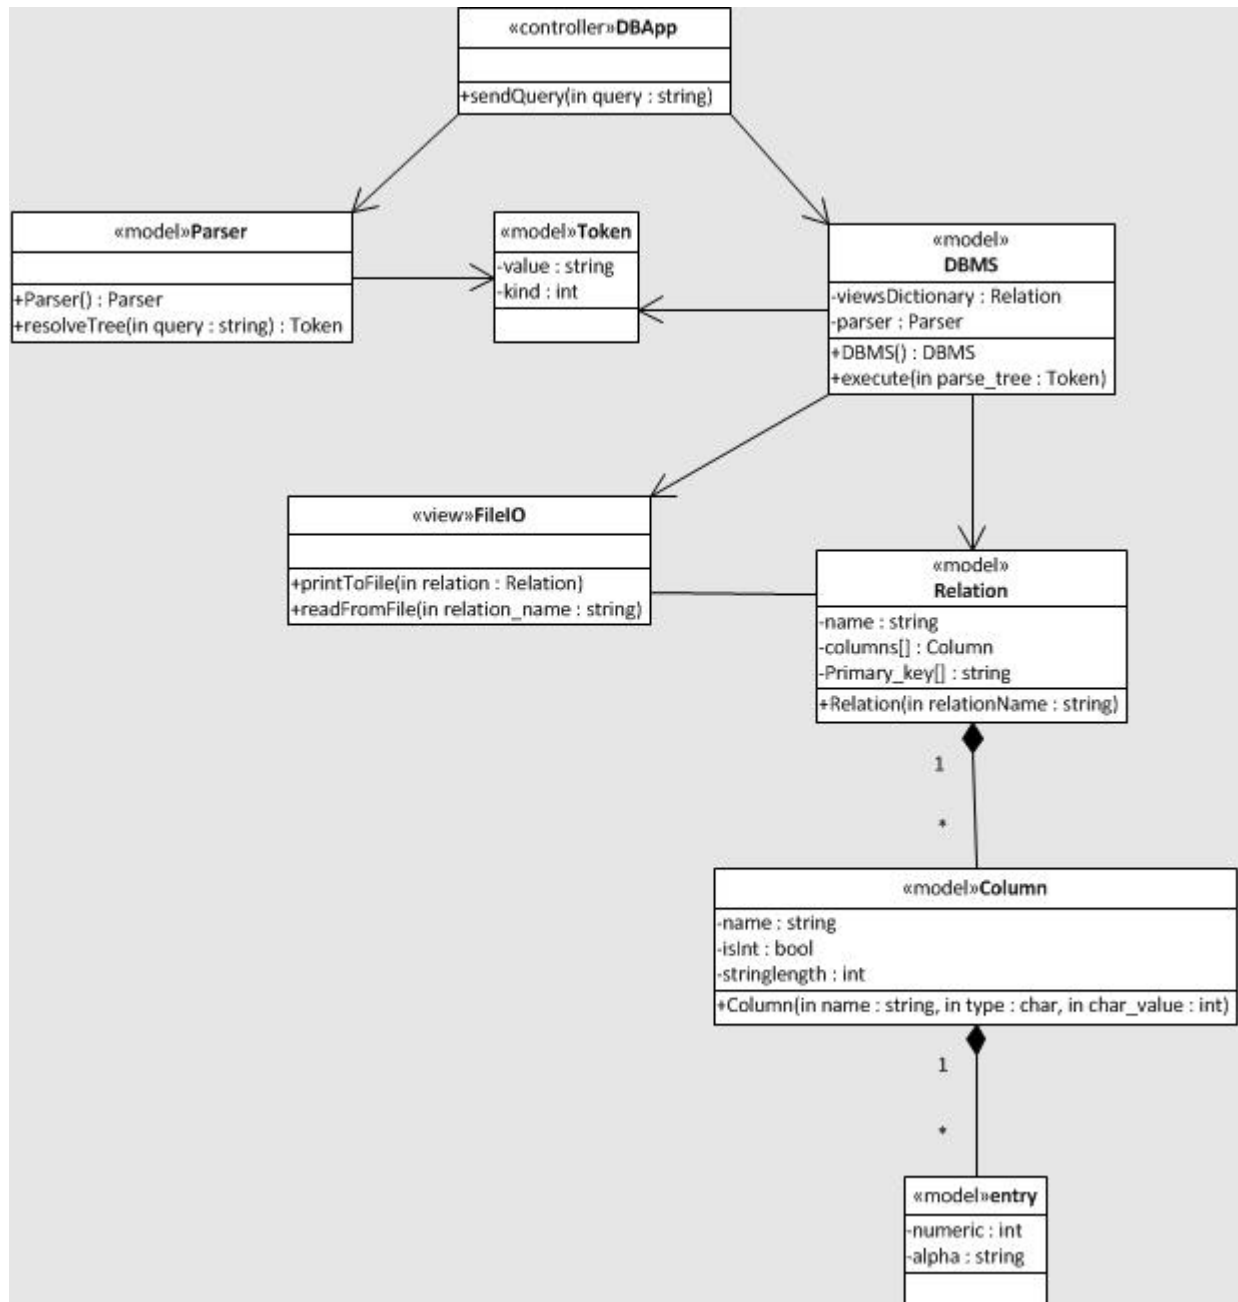 «controller»DBApp
+sendQuery(in query : string)
«model»Parser
+Parser() : Parser
+resolveTree(in query : string) : Token
«model»Token
-value : string
-kind : int
«model»
DBMS
-viewsDictionary : Relation
-parser : Parser
+DBMS() : DBMS
+execute(in parse_tree : Token)
«view»FileIO
+printToFile(in relation : Relation)
+readFromFile(in relation_name : string)
«model»
Relation
-name : string
-columns[] : Column
-Primary_key[] : string
+Relation(in relationName : string)
1
*
«model»Column
-name : string
-isInt : bool
-stringlength : int
+Column(in name : string, in type : char, in char_value : int)
1
*
«model»entry
-numeric : int
-alpha : string